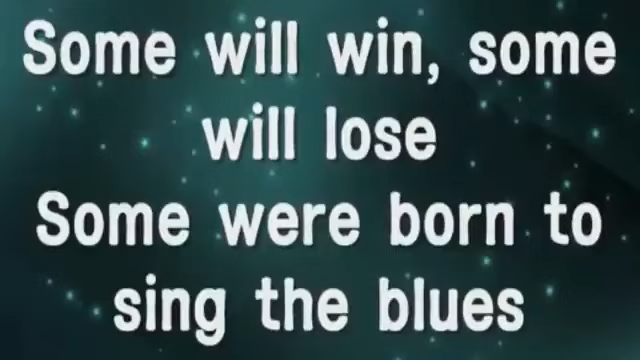 Some will win, some
will lose
Some were born to
sing the blues